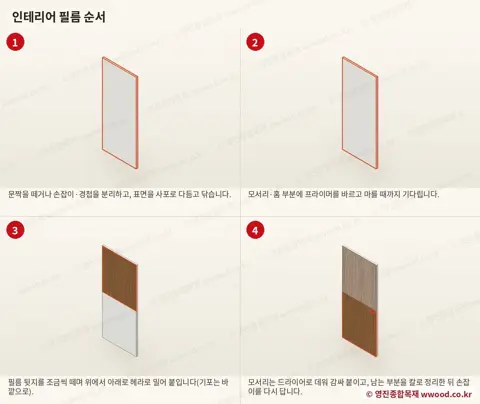 인테리어 필름 순서
1
2
문짝을 떼거나 손잡이·경첩을 분리하고, 표면을 사포로 다듬고 닦습니다.
모서리·홈 부분에 프라이머를 바르고 마를 때까지 기다립니다.
3
4
필름 뒷지를 조금씩 떼며 위에서 아래로 헤라로 밀어 붙입니다(기포는 바깥으로).
모서리는 드라이어로 데워 감싸 붙이고, 남는 부분을 칼로 정리한 뒤 손잡이를 다시 답니다.
© 영진종합목재 wwood.co.kr